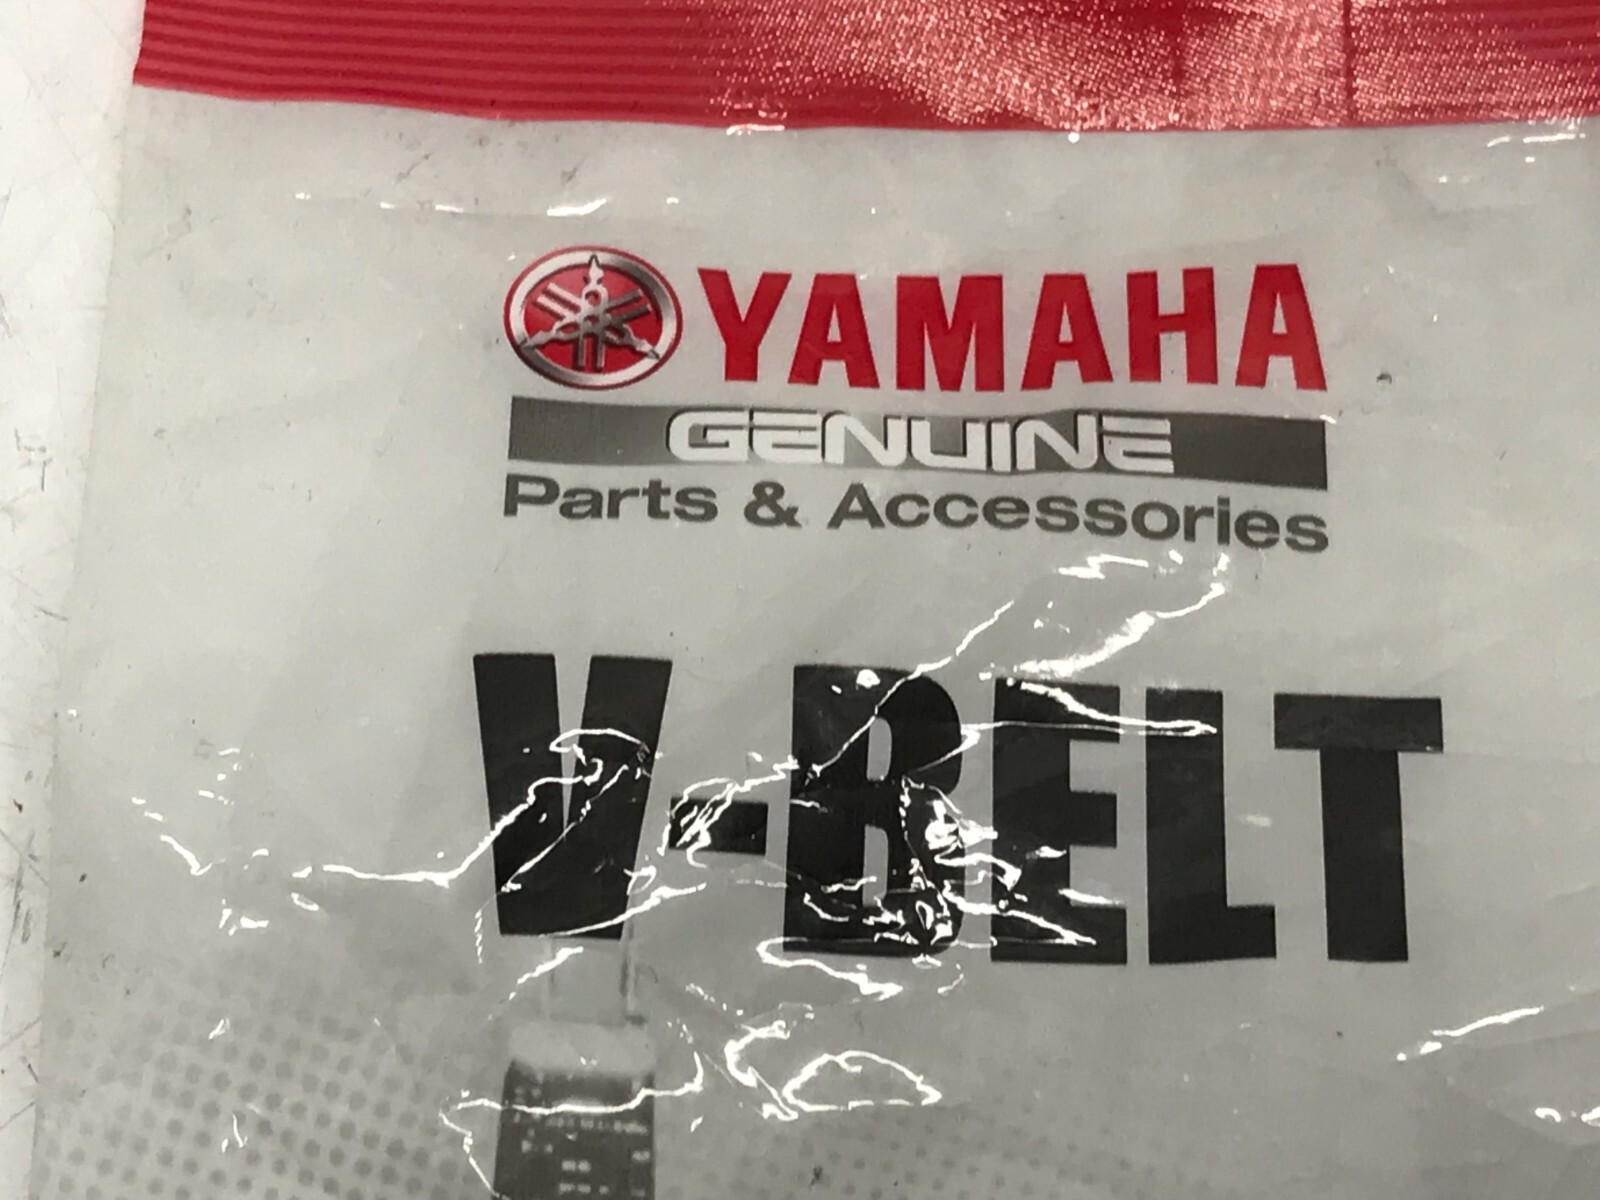 YAMAHA
GENUINE
Parts & Accessories
V-BELT